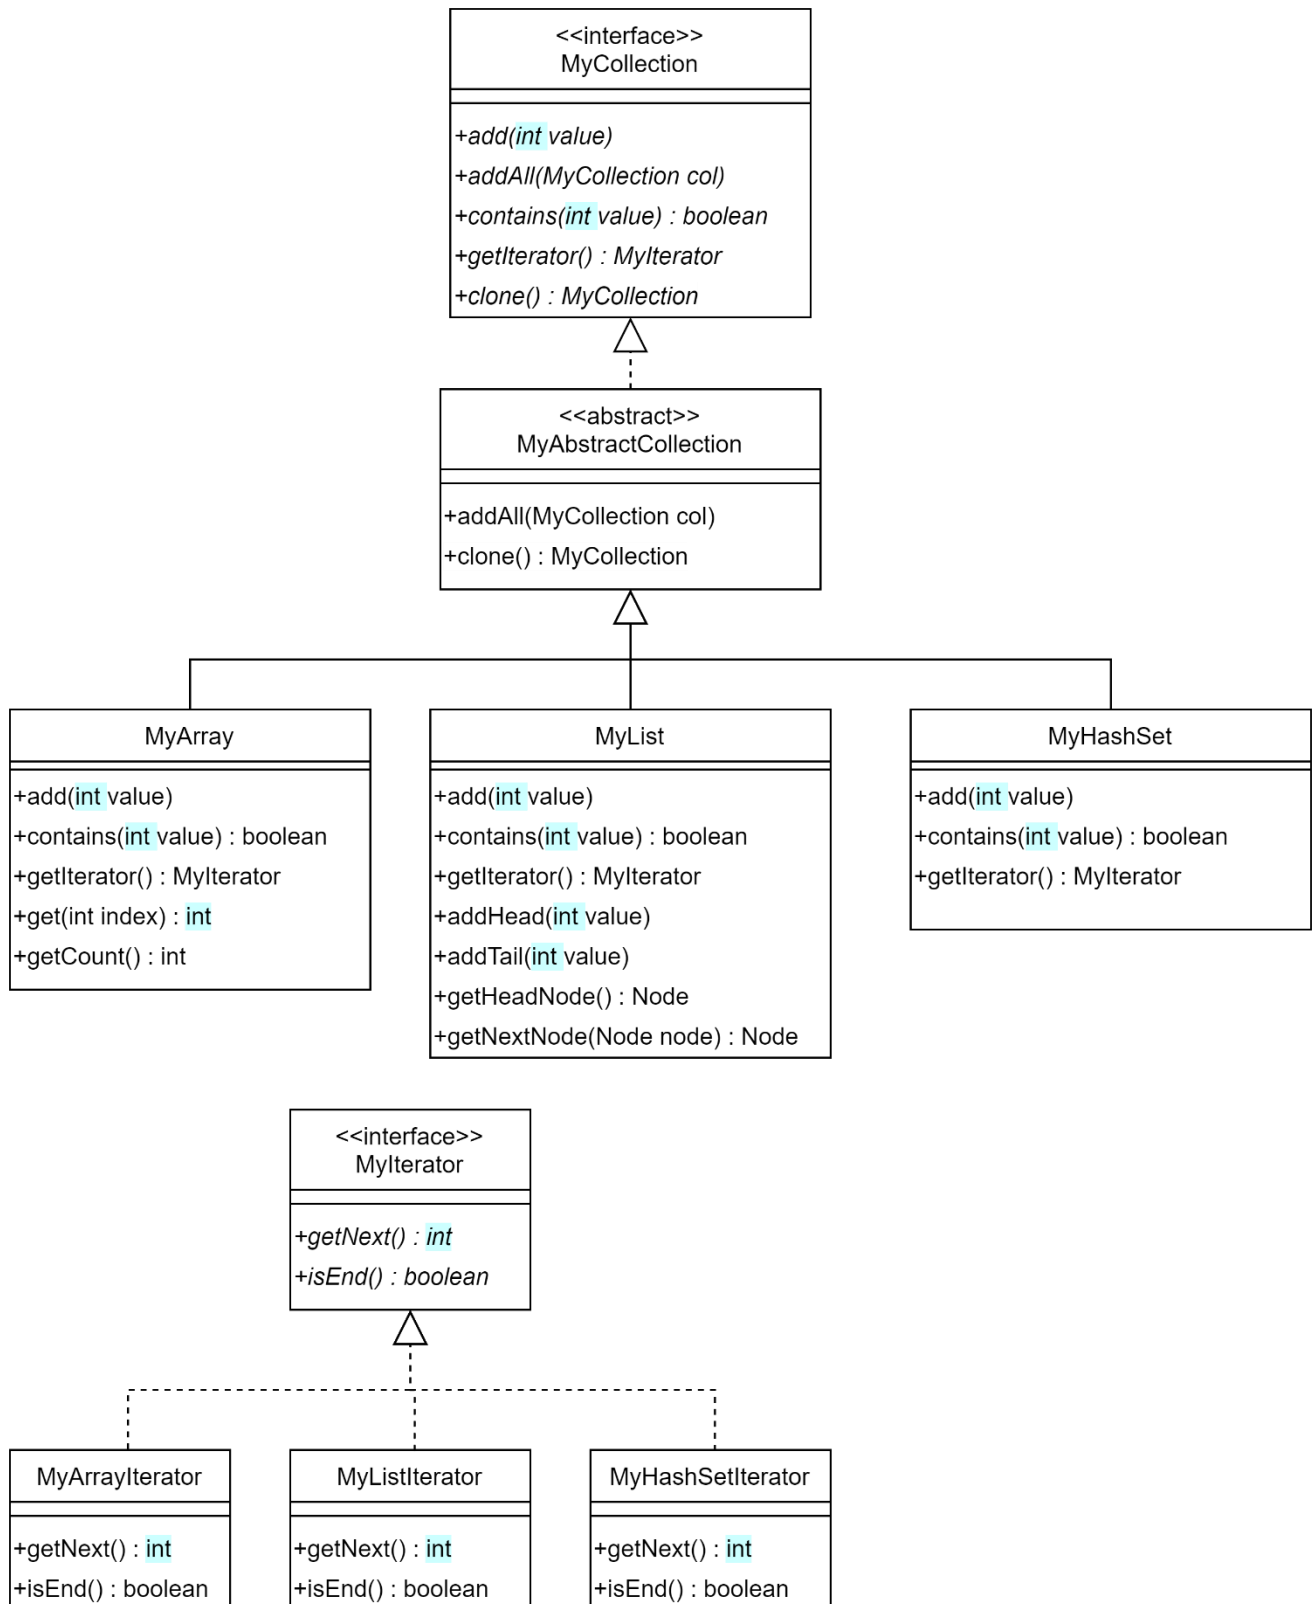 <<interface>>
MyCollection
+add(int value)
+addAll(MyCollection col)
+contains(int value) : boolean
+getIterator() : MyIterator
+clone() : MyCollection
<<abstract>>
MyAbstractCollection
+addAll(MyCollection col)
+clone() : MyCollection
MyArray
+add(int value)
+contains(int value) : boolean
+getIterator() : MyIterator
+get(int index) : int
+getCount() : int
MyList
+add(int value)
+contains(int value) : boolean
+getIterator() : MyIterator
+addHead(int value)
+addTail(int value)
+getHeadNode() : Node
+getNextNode(Node node) : Node
MyHashSet
+add(int value)
+contains(int value) : boolean
+getIterator() : MyIterator
<<interface>>
MyIterator
+getNext() : int
+isEnd() : boolean
MyArrayIterator
+getNext() : int
+isEnd() : boolean
MyListIterator
+getNext() : int
+isEnd() : boolean
MyHashSetIterator
+getNext() : int
+isEnd() : boolean